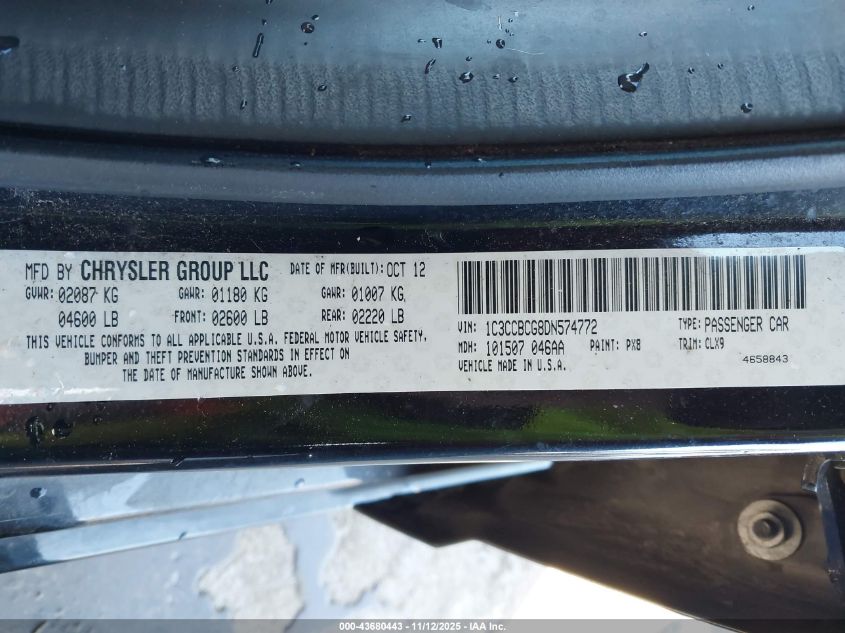 MFD BY CHRYSLER GROUP LLC DATE OF MFR(BUILT): OCT 12
GVWR: 02087 KG GAWR: 01180 KG GAWR: 01007 KG
04600 LB FRONT: 02600 LB REAR: 02220 LB
THIS VEHICLE CONFORMS TO ALL APPLICABLE U.S.A. FEDERAL MOTOR VEHICLE SAFETY,
BUMPER AND THEFT PREVENTION STANDARDS IN EFFECT ON
THE DATE OF MANUFACTURE SHOWN ABOVE.
VIN: 1C3CCBCG8DN574772 TYPE: PASSENGER CAR
MDH: 101507 046AA PAINT: PX8 TRIM: CLX9
VEHICLE MADE IN U.S.A. 4658843
000-43680443 - 11/12/2025 - IAA Inc.